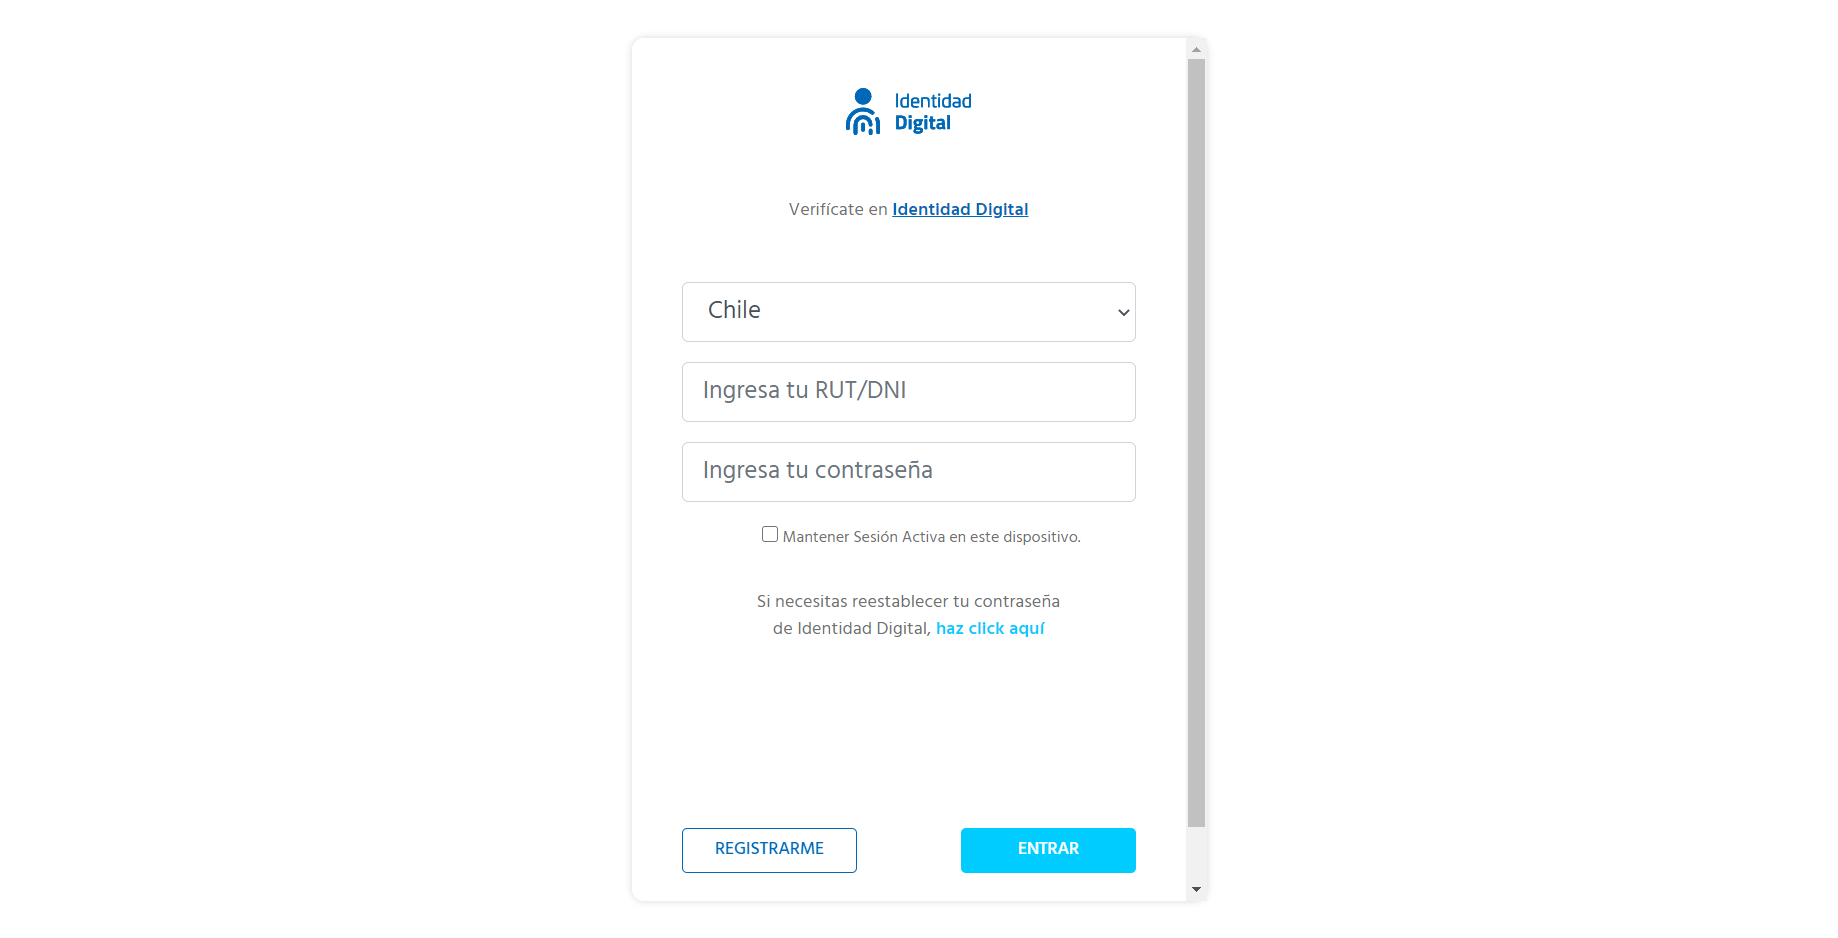 Identidad
Digital
Verifícate en Identidad Digital
Chile
Ingresa tu RUT/DNI
Ingresa tu contraseña
Mantener Sesión Activa en este dispositivo.
Si necesitas reestablecer tu contraseña
de Identidad Digital, haz click aquí
REGISTRARME
ENTRAR